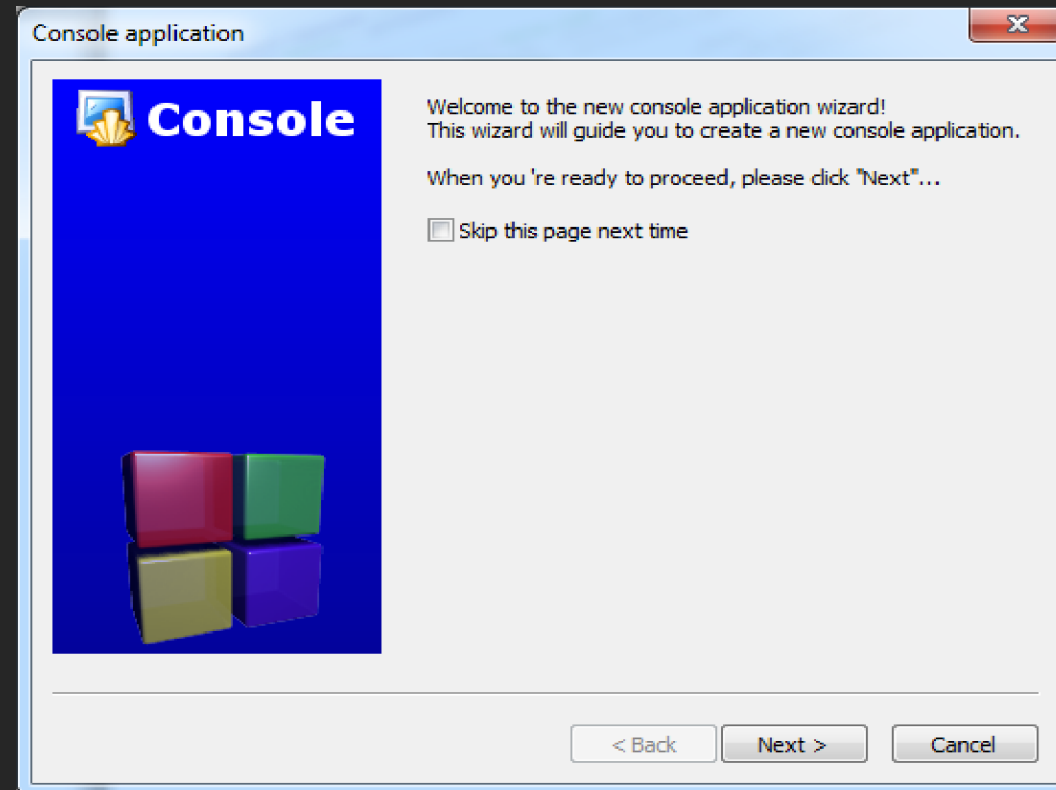 Console application
Console
Welcome to the new console application wizard!
This wizard will guide you to create a new console application.
When you 're ready to proceed, please click "Next"...
Skip this page next time
< Back
Next >
Cancel